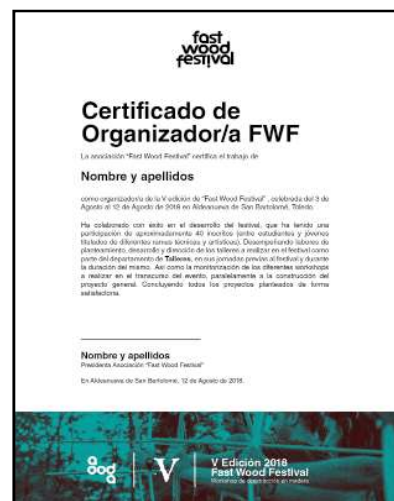 fast
wood
festival
Certificado de
Organizador/a FWF
La asociación "Fast Wood Festival" certifica el trabajo de
Nombre y apellidos
como organizador/a de la V edición de "Fast Wood Festival", celebrada del 3 de
Agosto al 12 de Agosto de 2018 en Aldeanueva de San Bartolomé, Toledo.
Ha colaborado con éxito en el desarrollo del festival, que ha tenido una
participación de aproximadamente 40 inscritos (entre estudiantes y jóvenes
titulados de diferentes ramas técnicas y artísticas). Desempeñando labores de
planteamiento, desarrollo y dirección de los talleres a realizar en el festival como
parte del departamento de Talleres, en sus jornadas previas al festival y durante
la duración del mismo. Así como la monitorización de los diferentes workshops
a realizar en el transcurso del evento, paralelamente a la construcción del
proyecto general. Concluyendo todos los proyectos planteados de forma
satisfactoria.
Nombre y apellidos
Presidenta Asociación "Fast Wood Festival"
En Aldeanueva de San Bartolomé, 12 de Agosto de 2018.
V
V Edición 2018
Fast Wood Festival
Workshop de construcción en madera